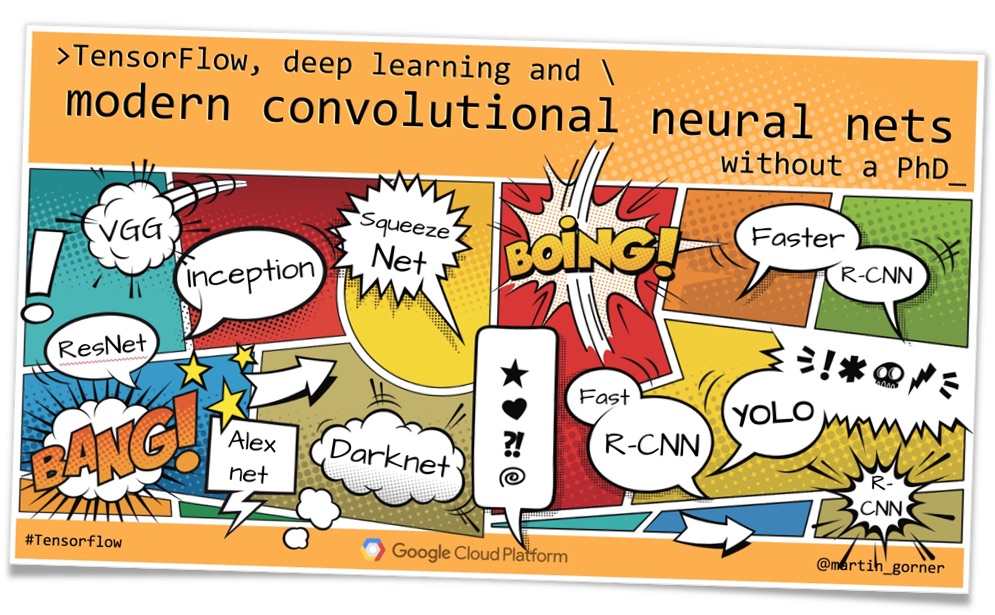 >TensorFlow, deep learning and \
modern convolutional neural nets
without a PhD_
VGG
Inception
Squeeze
Net
BOiNG!
Faster
R-CNN
!
ResNet
BANG!
Alex
net
Darknet
?!
Fast
R-CNN
YOLO
!*
R-
CNN
#Tensorflow
Google Cloud Platform
@martin_gorner